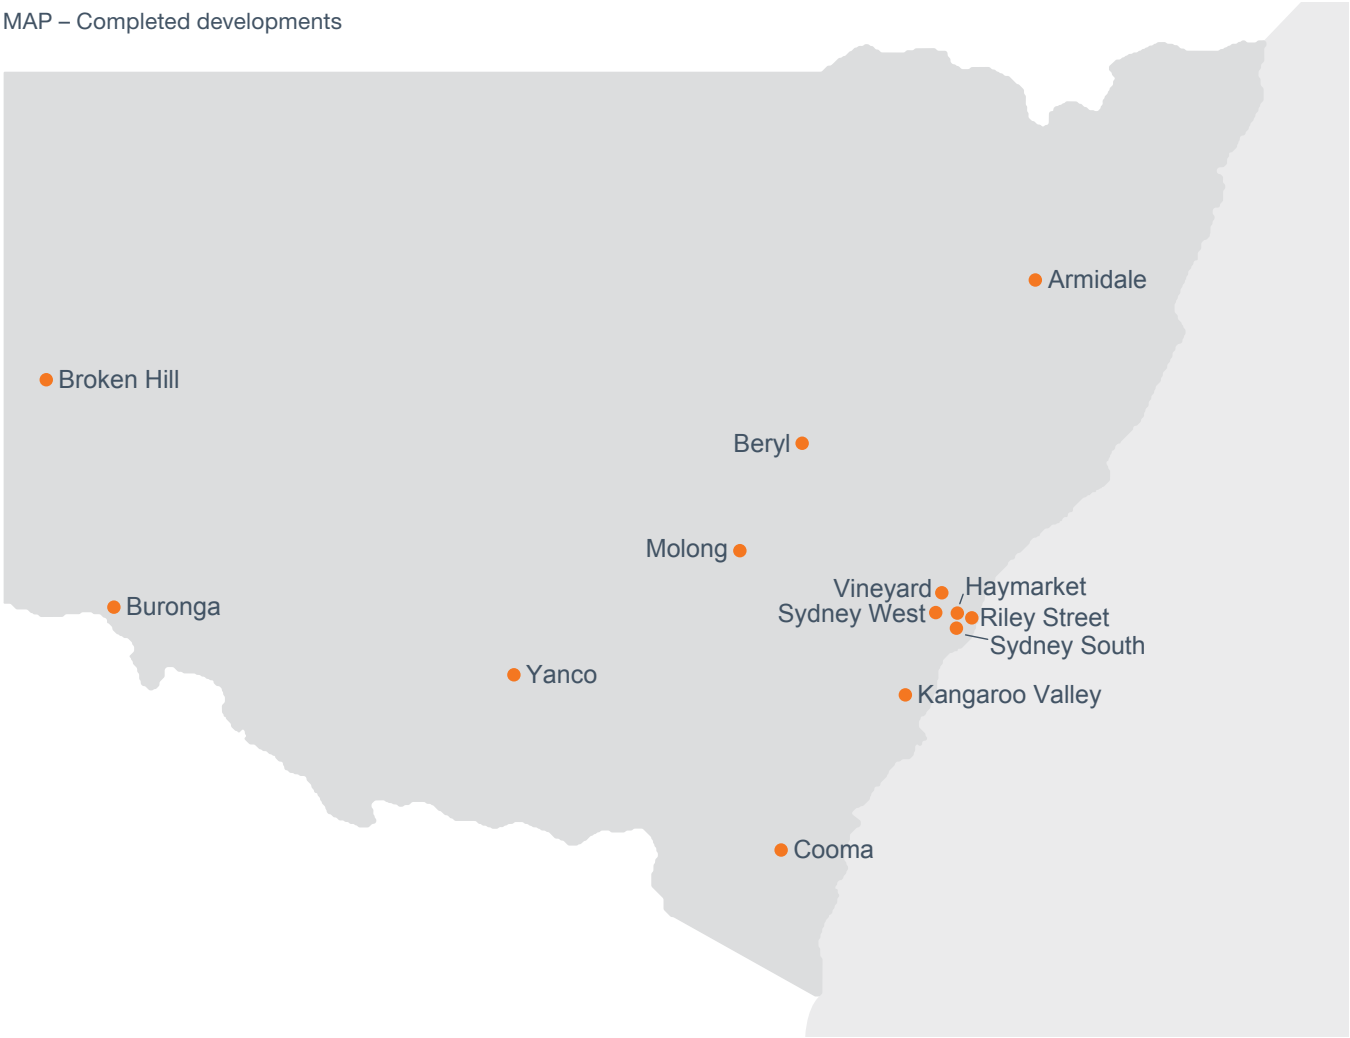 MAP – Completed developments
Armidale
Broken Hill
Beryl
Molong
Vineyard
Haymarket
Buronga
Sydney West
Riley Street
Sydney South
Yanco
Kangaroo Valley
Cooma